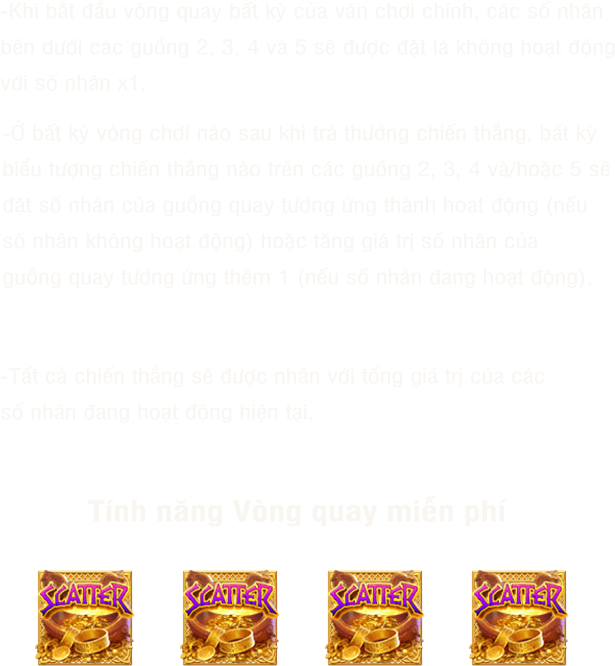 -Khi bắt đầu vòng quay bất kỳ của ván chơi chính, các số nhân
bên dưới các guồng 2, 3, 4 và 5 sẽ được đặt là không hoạt động
với số nhân x1.
-Ở bất kỳ vòng chơi nào sau khi trả thưởng chiến thắng, bất kỳ
biểu tượng chiến thắng nào trên các guồng 2, 3, 4 và/hoặc 5 sẽ
đặt số nhân của guồng quay tương ứng thành hoạt động (nếu
số nhân không hoạt động) hoặc tăng giá trị số nhân của
guồng quay tương ứng thêm 1 (nếu số nhân đang hoạt động).
-Tất cả chiến thắng sẽ được nhân với tổng giá trị của các
số nhân đang hoạt động hiện tại.
Tính năng Vòng quay miễn phí
SCATTER SCATTER SCATTER SCATTER